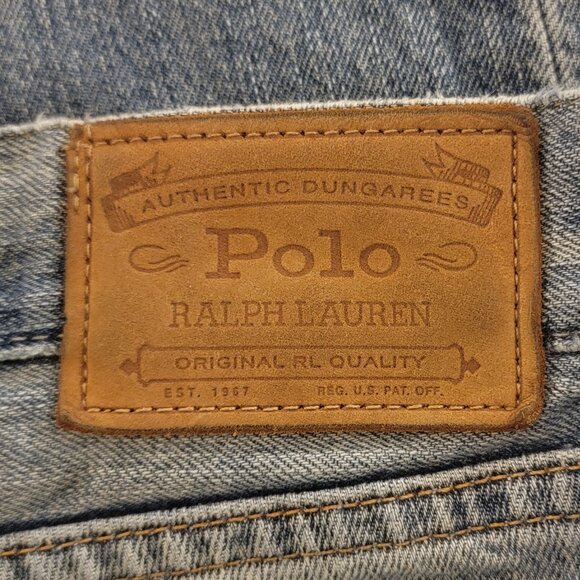 AUTHENTIC DUNGAREES
Polo
RALPH LAUREN
ORIGINAL RL QUALITY
EST. 1967 REG. U.S. PAT. OFF.